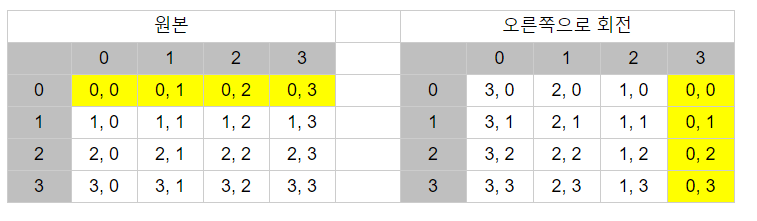 원본 오른쪽으로 회전
0 1 2 3 0 1 2 3
0 0, 0 0, 1 0, 2 0, 3 0 3, 0 2, 0 1, 0 0, 0
1 1, 0 1, 1 1, 2 1, 3 1 3, 1 2, 1 1, 1 0, 1
2 2, 0 2, 1 2, 2 2, 3 2 3, 2 2, 2 1, 2 0, 2
3 3, 0 3, 1 3, 2 3, 3 3 3, 3 2, 3 1, 3 0, 3